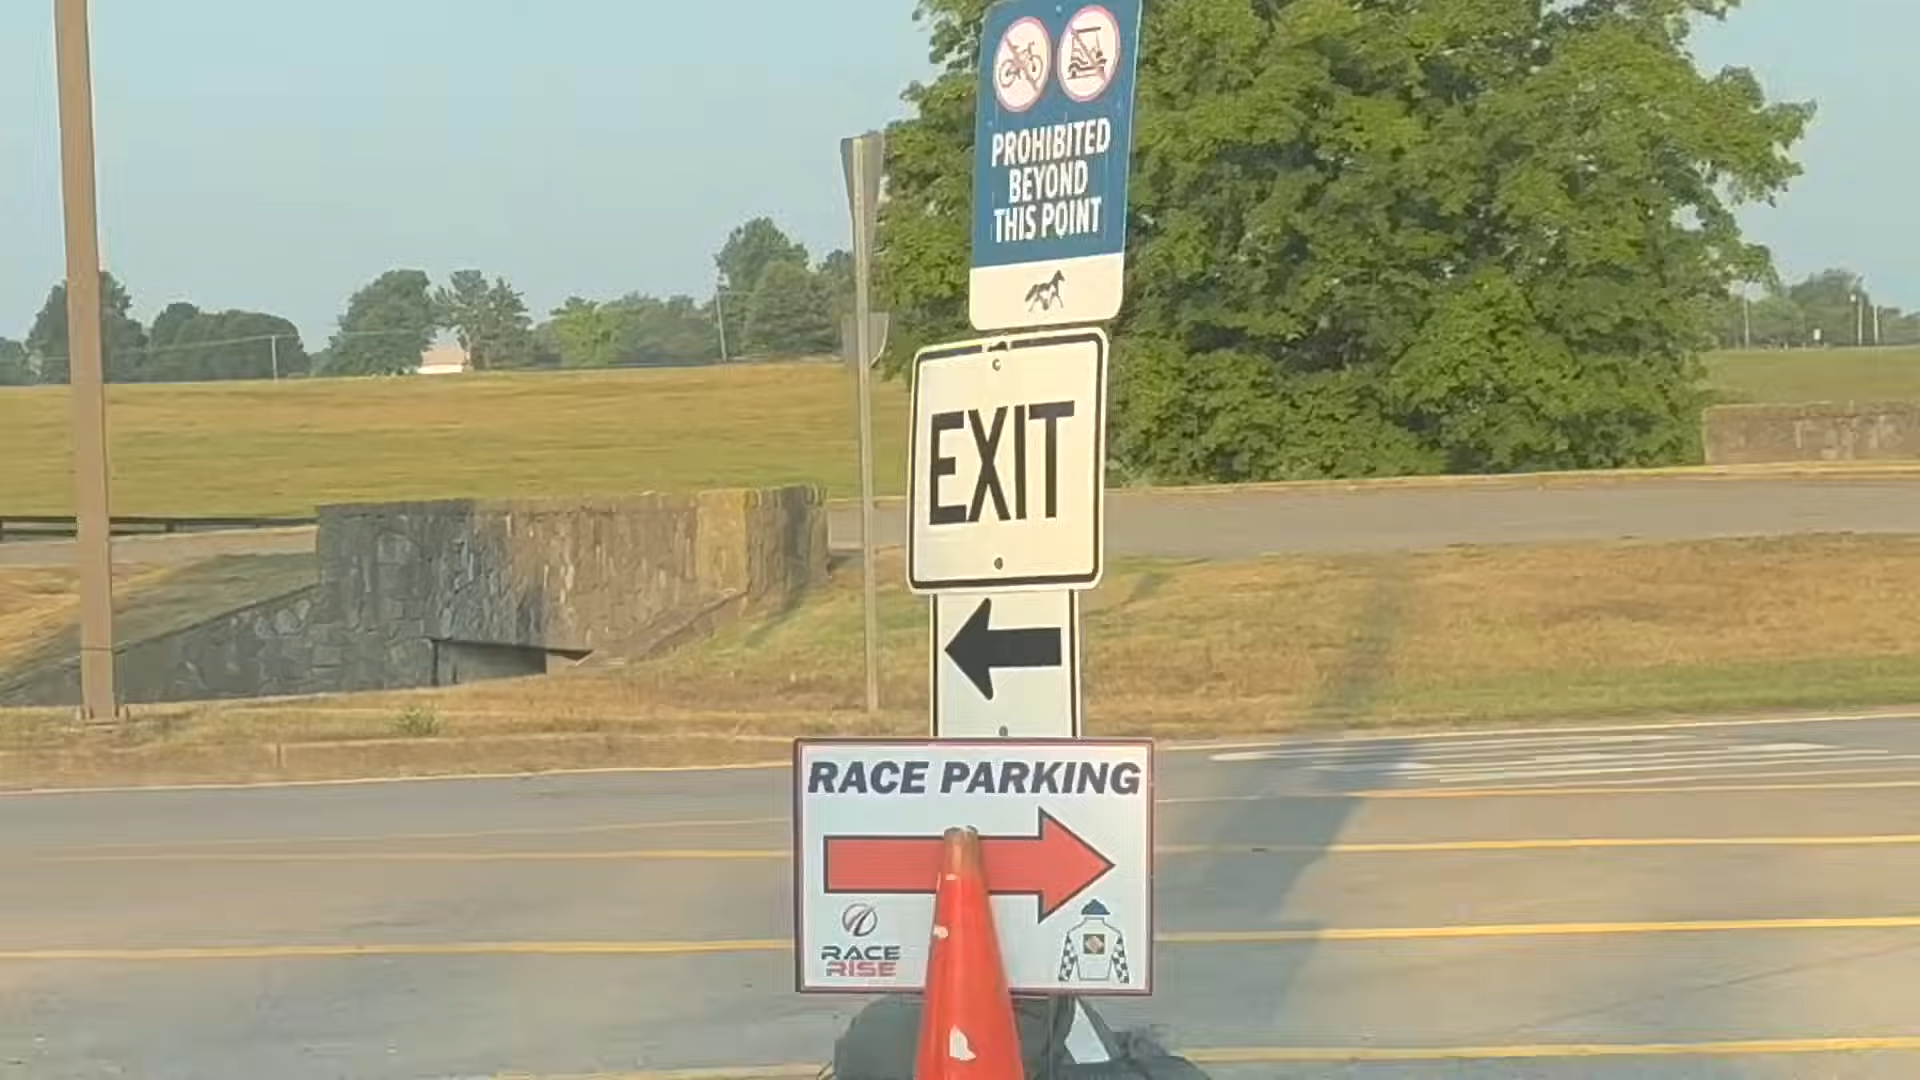 PROHIBITED
BEYOND
THIS POINT
EXIT
RACE PARKING
RACE
RISE